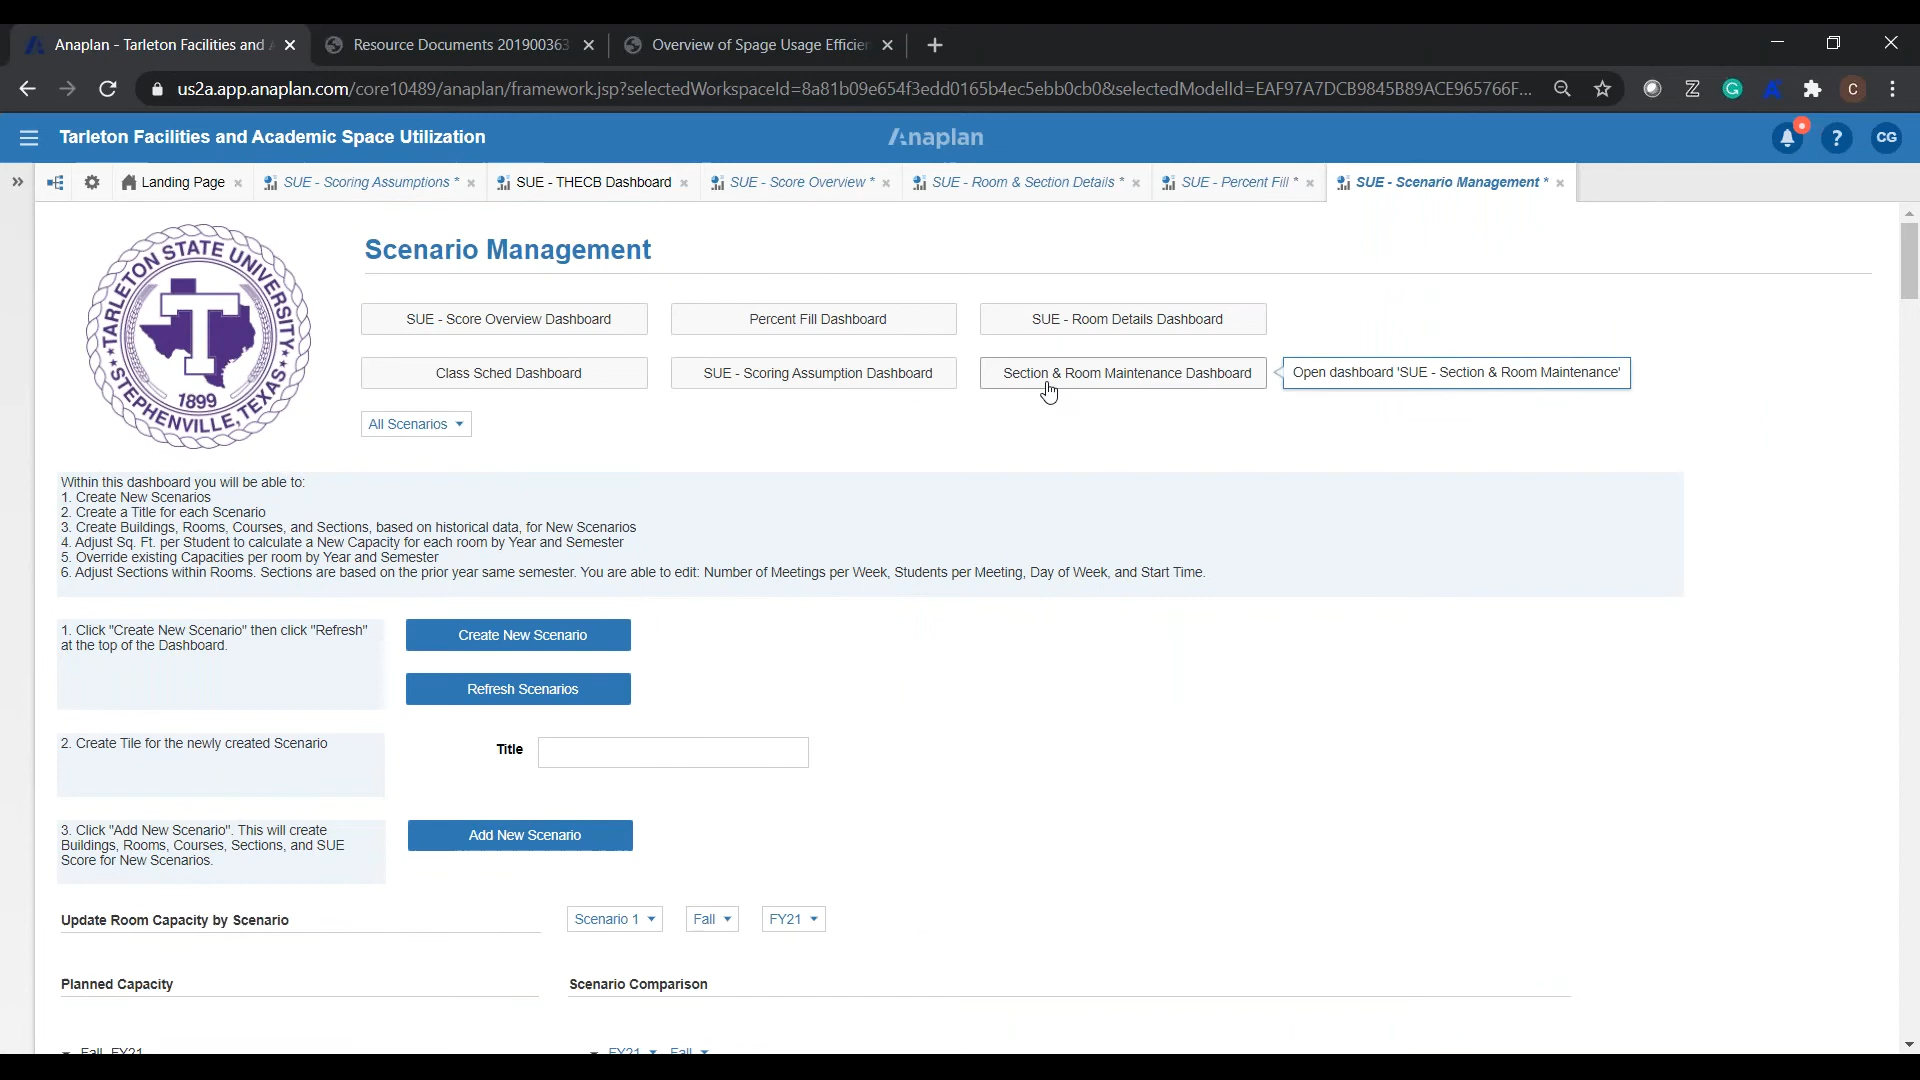 Anaplan - Tarleton Facilities and
Resource Documents 201900363
Overview of Spage Usage Efficien
us2a.app.anaplan.com/core10489/anaplan/framework.jsp?selectedWorkspaceId=8a81b09e654f3edd0165b4ec5ebb0cb0&selectedModelId=EAF97A7DCB9845B89ACE965766F...
C
Tarleton Facilities and Academic Space Utilization
Anaplan
?
CG
Landing Page
SUE - Scoring Assumptions *
SUE - THECB Dashboard
SUE - Score Overview *
SUE - Room & Section Details *
SUE - Percent Fill *
SUE - Scenario Management *
TARLETON STATE UNIVERSITY
T
1899
STEPHENVILLE, TEXAS
Scenario Management
SUE - Score Overview Dashboard
Percent Fill Dashboard
SUE - Room Details Dashboard
Class Sched Dashboard
SUE - Scoring Assumption Dashboard
Section & Room Maintenance Dashboard
Open dashboard 'SUE - Section & Room Maintenance'
All Scenarios
Within this dashboard you will be able to:
1. Create New Scenarios
2. Create a Title for each Scenario
3. Create Buildings, Rooms, Courses, and Sections, based on historical data, for New Scenarios
4. Adjust Sq. Ft. per Student to calculate a New Capacity for each room by Year and Semester
5. Override existing Capacities per room by Year and Semester
6. Adjust Sections within Rooms. Sections are based on the prior year same semester. You are able to edit: Number of Meetings per Week, Students per Meeting, Day of Week, and Start Time.
1. Click "Create New Scenario" then click "Refresh"
at the top of the Dashboard.
Create New Scenario
Refresh Scenarios
2. Create Tile for the newly created Scenario
Title
3. Click "Add New Scenario". This will create
Buildings, Rooms, Courses, Sections, and SUE
Score for New Scenarios.
Add New Scenario
Update Room Capacity by Scenario
Scenario 1
Fall
FY21
Planned Capacity
Scenario Comparison
Fall, FY21
FY21
Fall